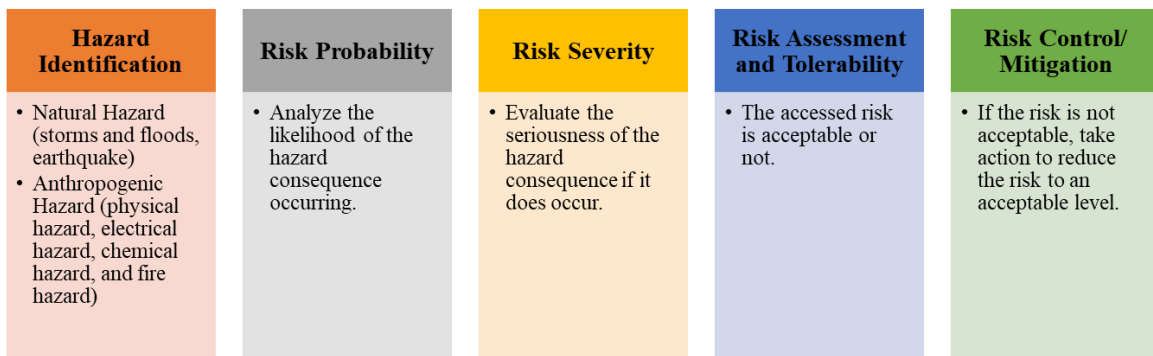 Hazard
Identification
• Natural Hazard
(storms and floods,
earthquake)
• Anthropogenic
Hazard (physical
hazard, electrical
hazard, chemical
hazard, and fire
hazard)
Risk Probability
• Analyze the
likelihood of the
hazard
consequence
occurring.
Risk Severity
• Evaluate the
seriousness of the
hazard
consequence if it
does occur.
Risk Assessment
and Tolerability
• The accessed risk
is acceptable or
not.
Risk Control/
Mitigation
• If the risk is not
acceptable, take
action to reduce
the risk to an
acceptable level.